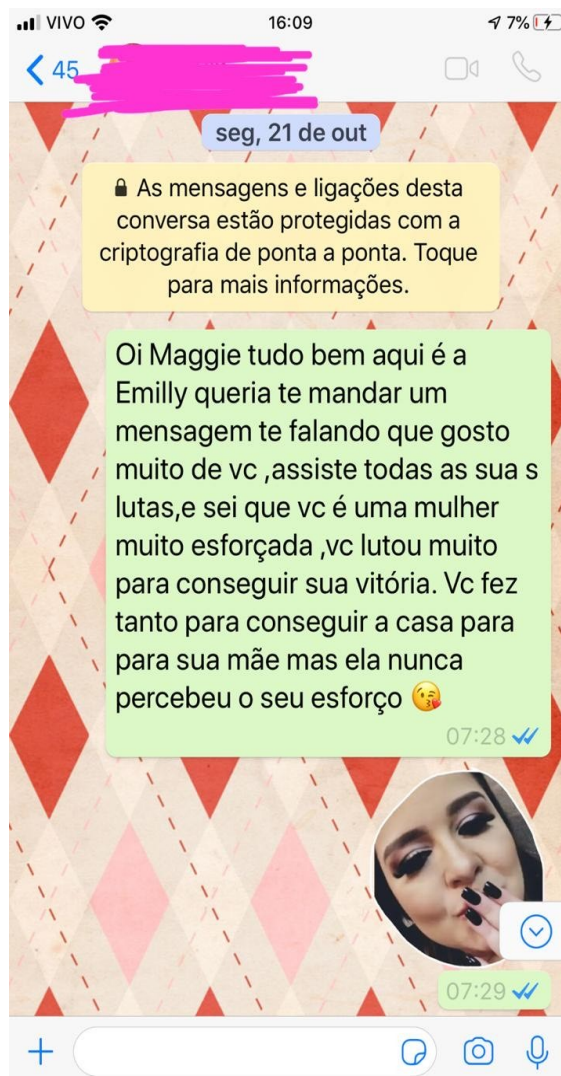 VIVO 16:09 7%
45
seg, 21 de out
As mensagens e ligações desta
conversa estão protegidas com a
criptografia de ponta a ponta. Toque
para mais informações.
Oi Maggie tudo bem aqui é a
Emilly queria te mandar um
mensagem te falando que gosto
muito de vc ,assiste todas as sua s
lutas,e sei que vc é uma mulher
muito esforçada ,vc lutou muito
para conseguir sua vitória. Vc fez
tanto para conseguir a casa para
para sua mãe mas ela nunca
percebeu o seu esforço 😘
07:28
07:29